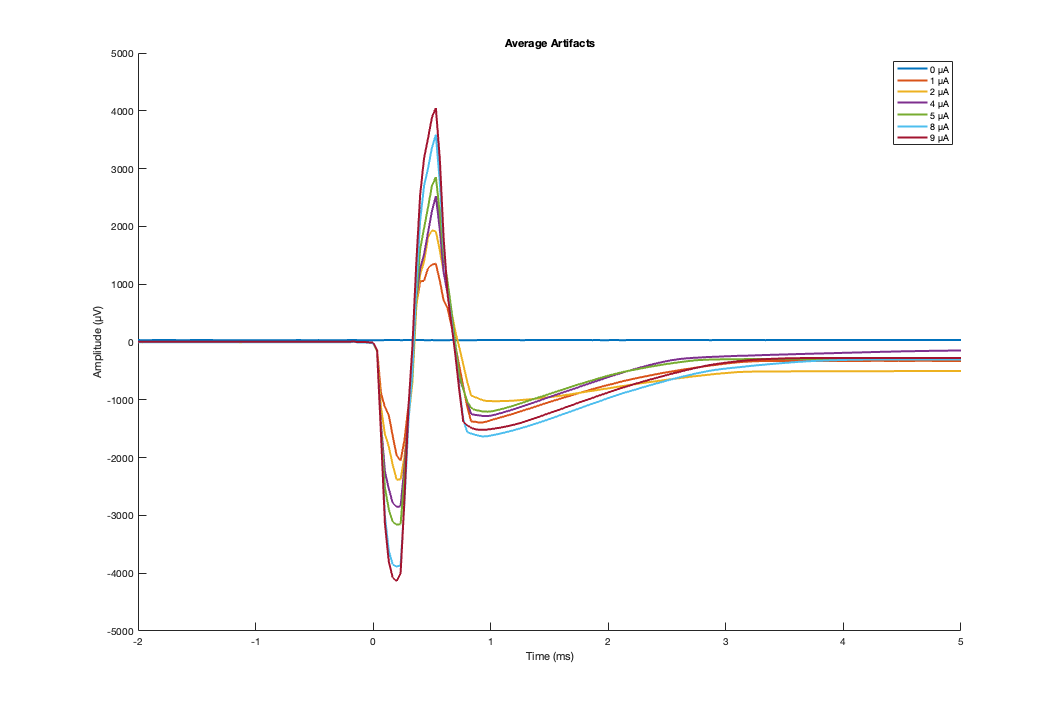 Average Artifacts
0 µA
1 µA
2 µA
4 µA
5 µA
8 µA
9 µA
5000
4000
3000
2000
1000
0
-1000
-2000
-3000
-4000
-5000
Amplitude (µV)
-2
-1
0
1
2
3
4
5
Time (ms)